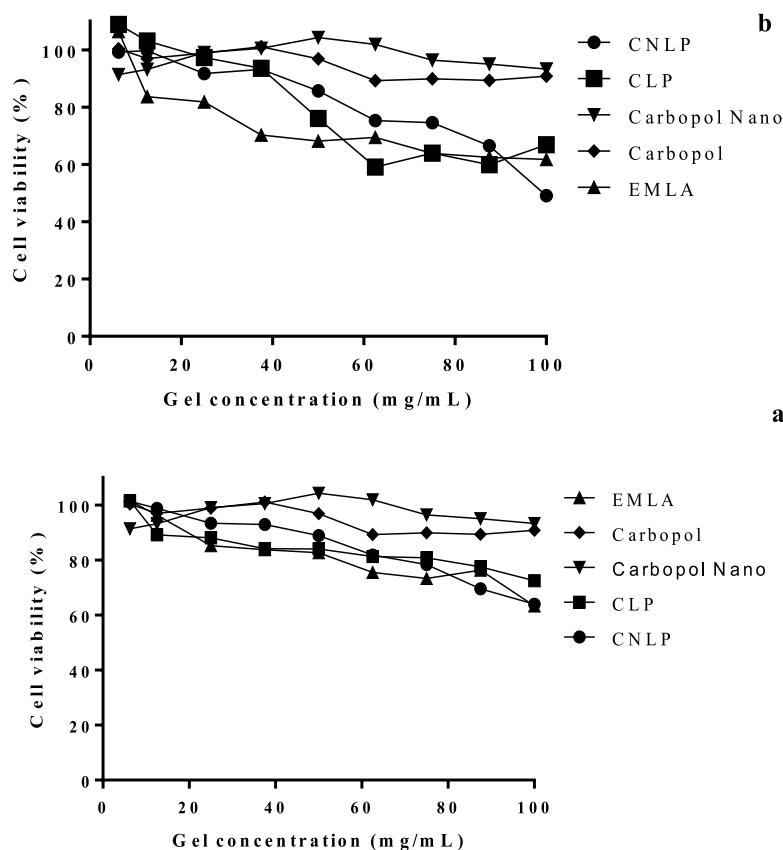 b
CNLP
CLP
Carbopol Nano
Carbopol
EMLA
Cell viability (%)
100
80
60
40
20
0
0 20 40 60 80 100
Gel concentration (mg/mL)
a
EMLA
Carbopol
Carbopol Nano
CLP
CNLP
Cell viability (%)
100
80
60
40
20
0
0 20 40 60 80 100
Gel concentration (mg/mL)